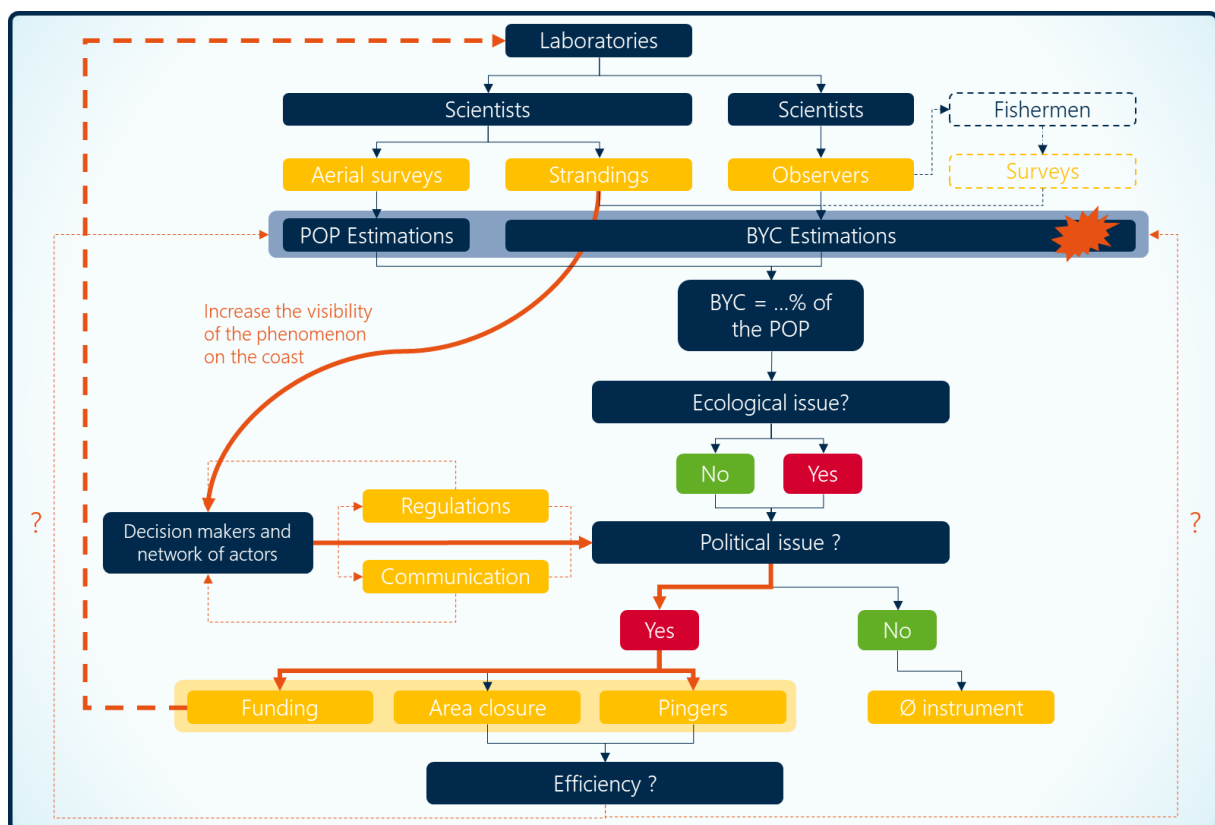 Laboratories
Scientists
Scientists
Fishermen
Aerial surveys
Strandings
Observers
Surveys
POP Estimations
BYC Estimations
BYC = ...% of
the POP
Increase the visibility
of the phenomenon
on the coast
Ecological issue?
No
Yes
Regulations
?
?
Decision makers and
network of actors
Political issue ?
Communication
Yes
No
Funding
Area closure
Pingers
Ø instrument
Efficiency ?